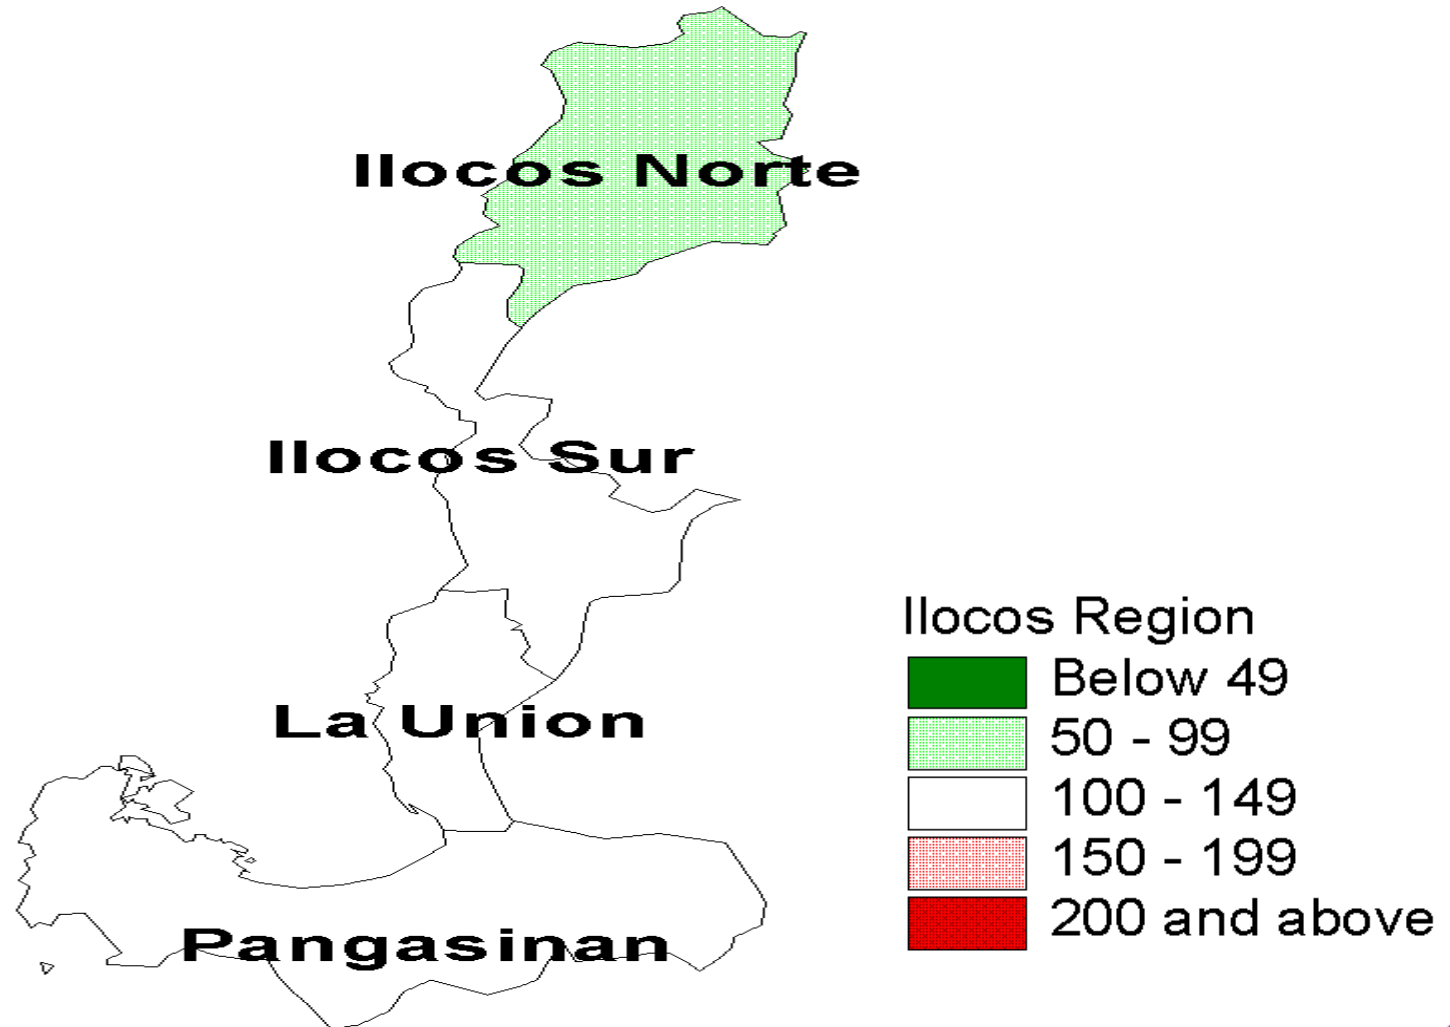 Ilocos Norte
Ilocos Sur
La Union
Pangasinan
Ilocos Region
Below 49
50 - 99
100 - 149
150 - 199
200 and above